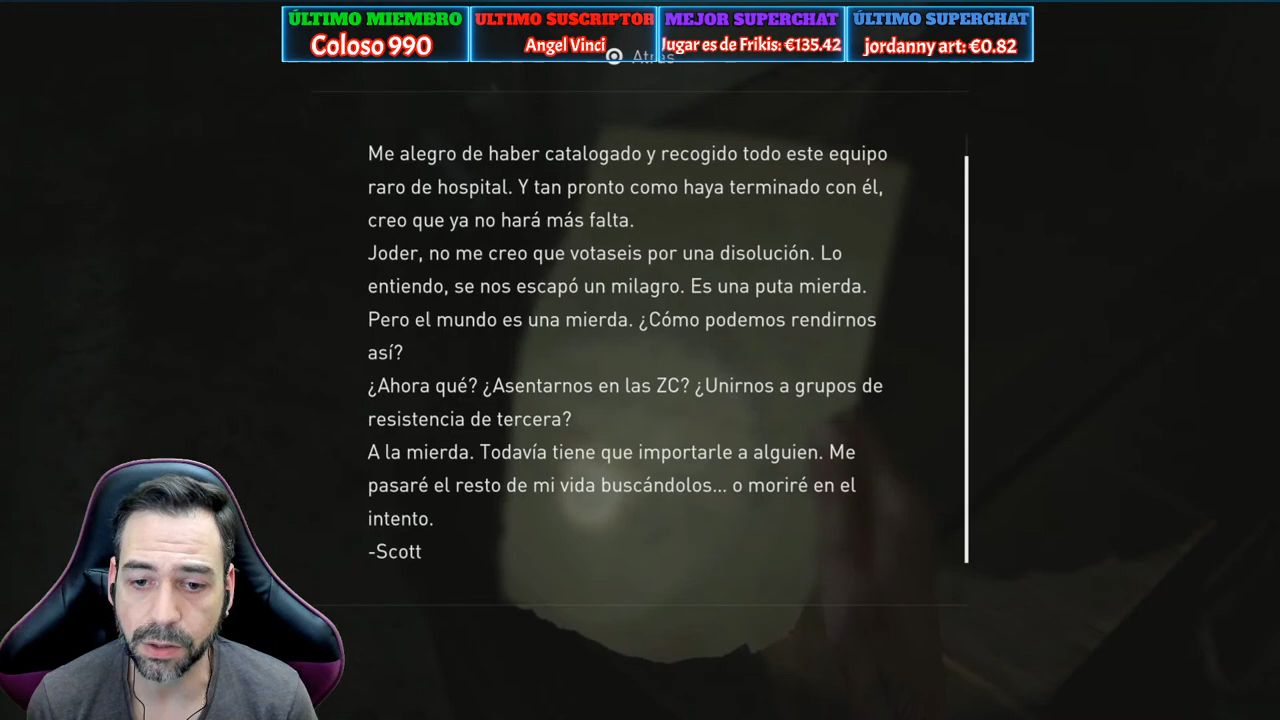 ÚLTIMO MIEMBRO
Coloso 990
ULTIMO SUSCRIPTOR
Angel Vinci
MEJOR SUPERCHAT
Jugar es de Frikis: €135.42
ÚLTIMO SUPERCHAT
jordanny art: €0.82
Atrás
Me alegro de haber catalogado y recogido todo este equipo
raro de hospital. Y tan pronto como haya terminado con él,
creo que ya no hará más falta.
Joder, no me creo que votaseis por una disolución. Lo
entiendo, se nos escapó un milagro. Es una puta mierda.
Pero el mundo es una mierda. ¿Cómo podemos rendirnos
así?
¿Ahora qué? ¿Asentarnos en las ZC? ¿Unirnos a grupos de
resistencia de tercera?
A la mierda. Todavía tiene que importarle a alguien. Me
pasaré el resto de mi vida buscándolos... o moriré en el
intento.
-Scott